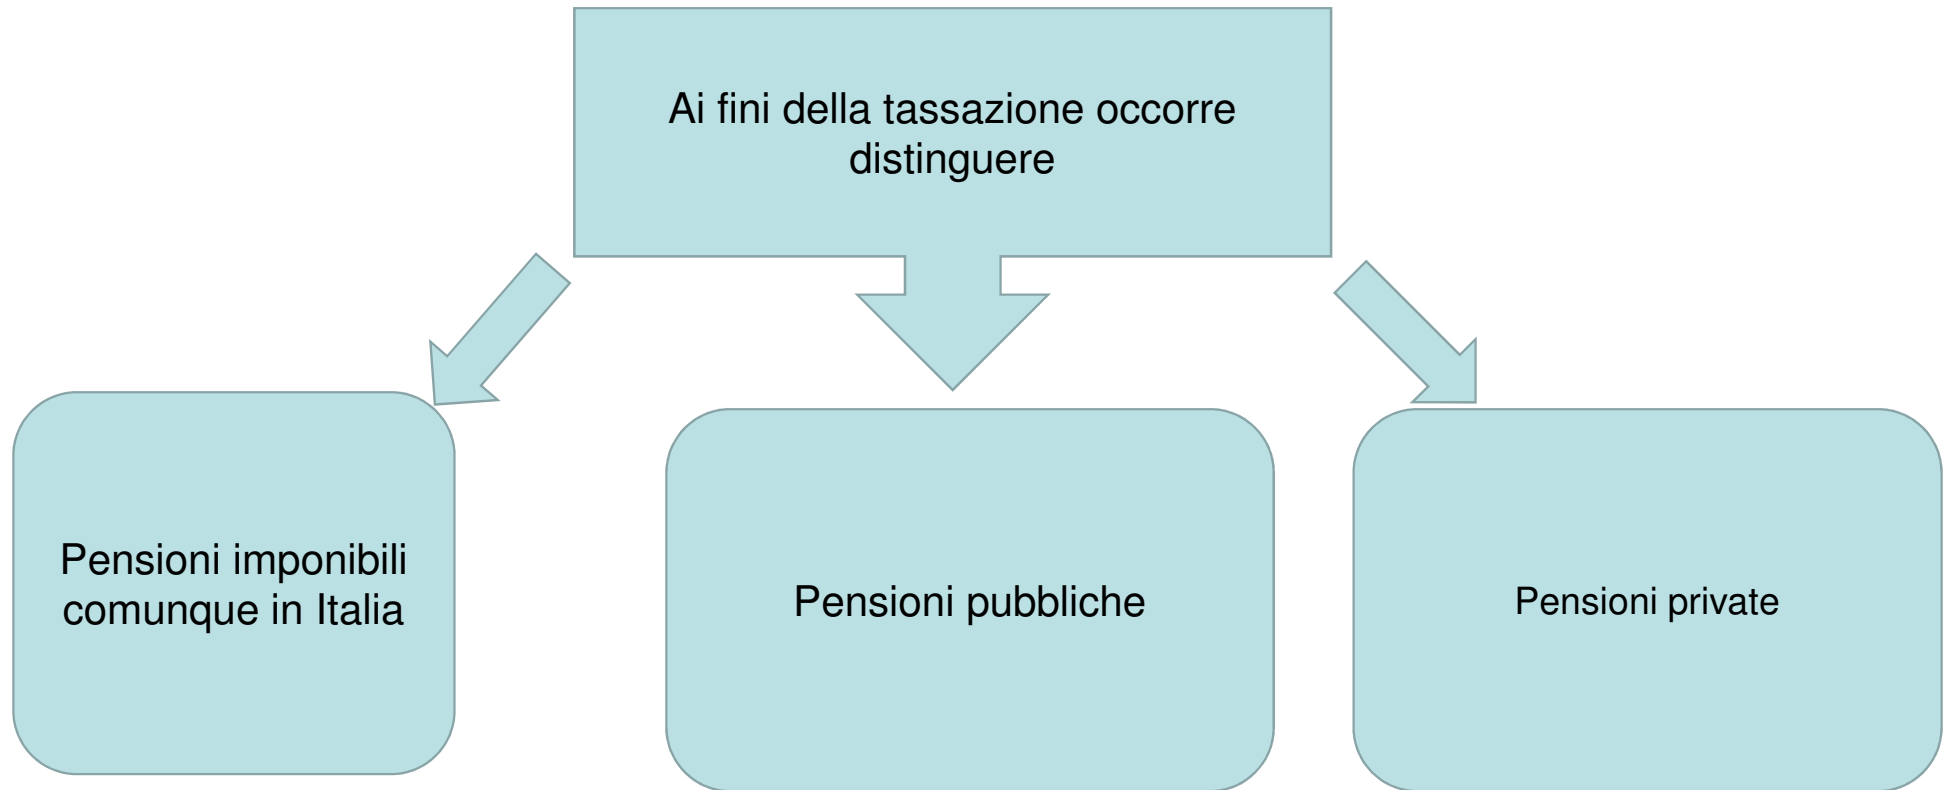 Ai fini della tassazione occorre
distinguere
Pensioni imponibili
comunque in Italia
Pensioni pubbliche
Pensioni private